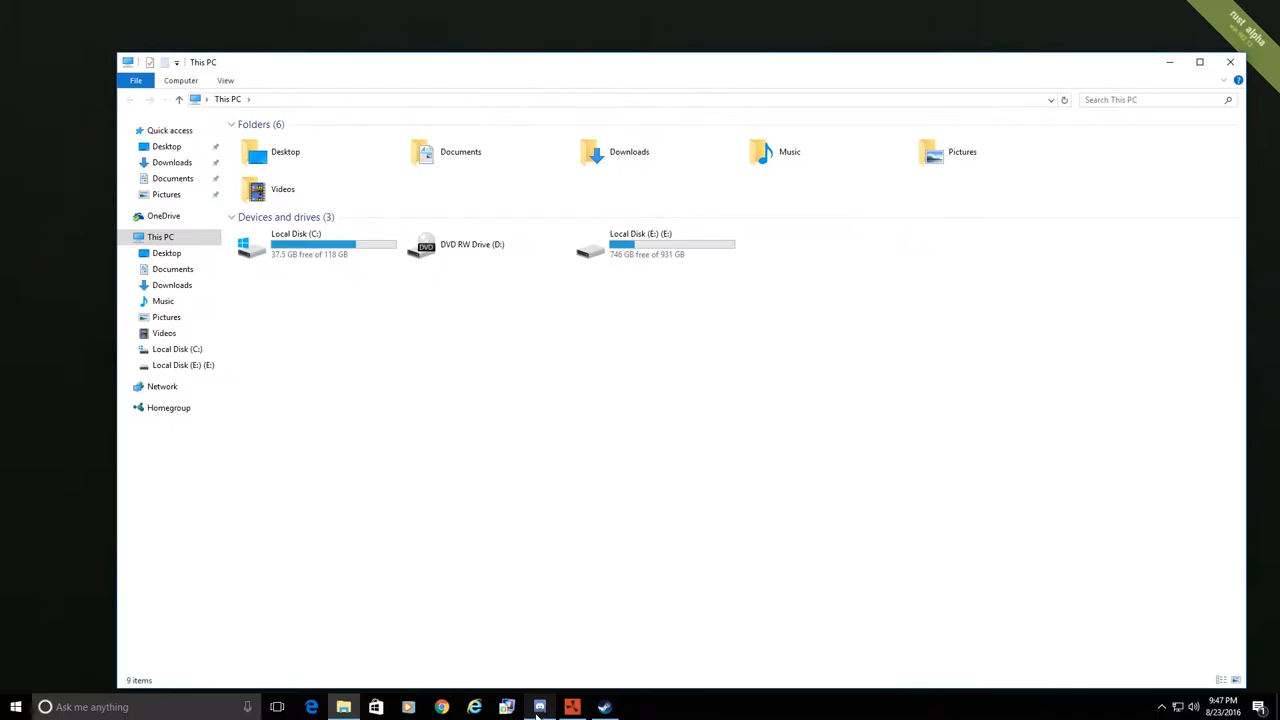 rust alpha
This PC
File
Computer
View
This PC
Search This PC
Quick access
Desktop
Downloads
Documents
Pictures
OneDrive
This PC
Desktop
Documents
Downloads
Music
Pictures
Videos
Local Disk (C:)
Local Disk (E:) (E:)
Network
Homegroup
Folders (6)
Desktop
Documents
Downloads
Music
Pictures
Videos
Devices and drives (3)
Local Disk (C:)
37.5 GB free of 118 GB
DVD
DVD RW Drive (D:)
Local Disk (E:) (E:)
746 GB free of 931 GB
9 items
Ask me anything
9:47 PM
8/23/2016